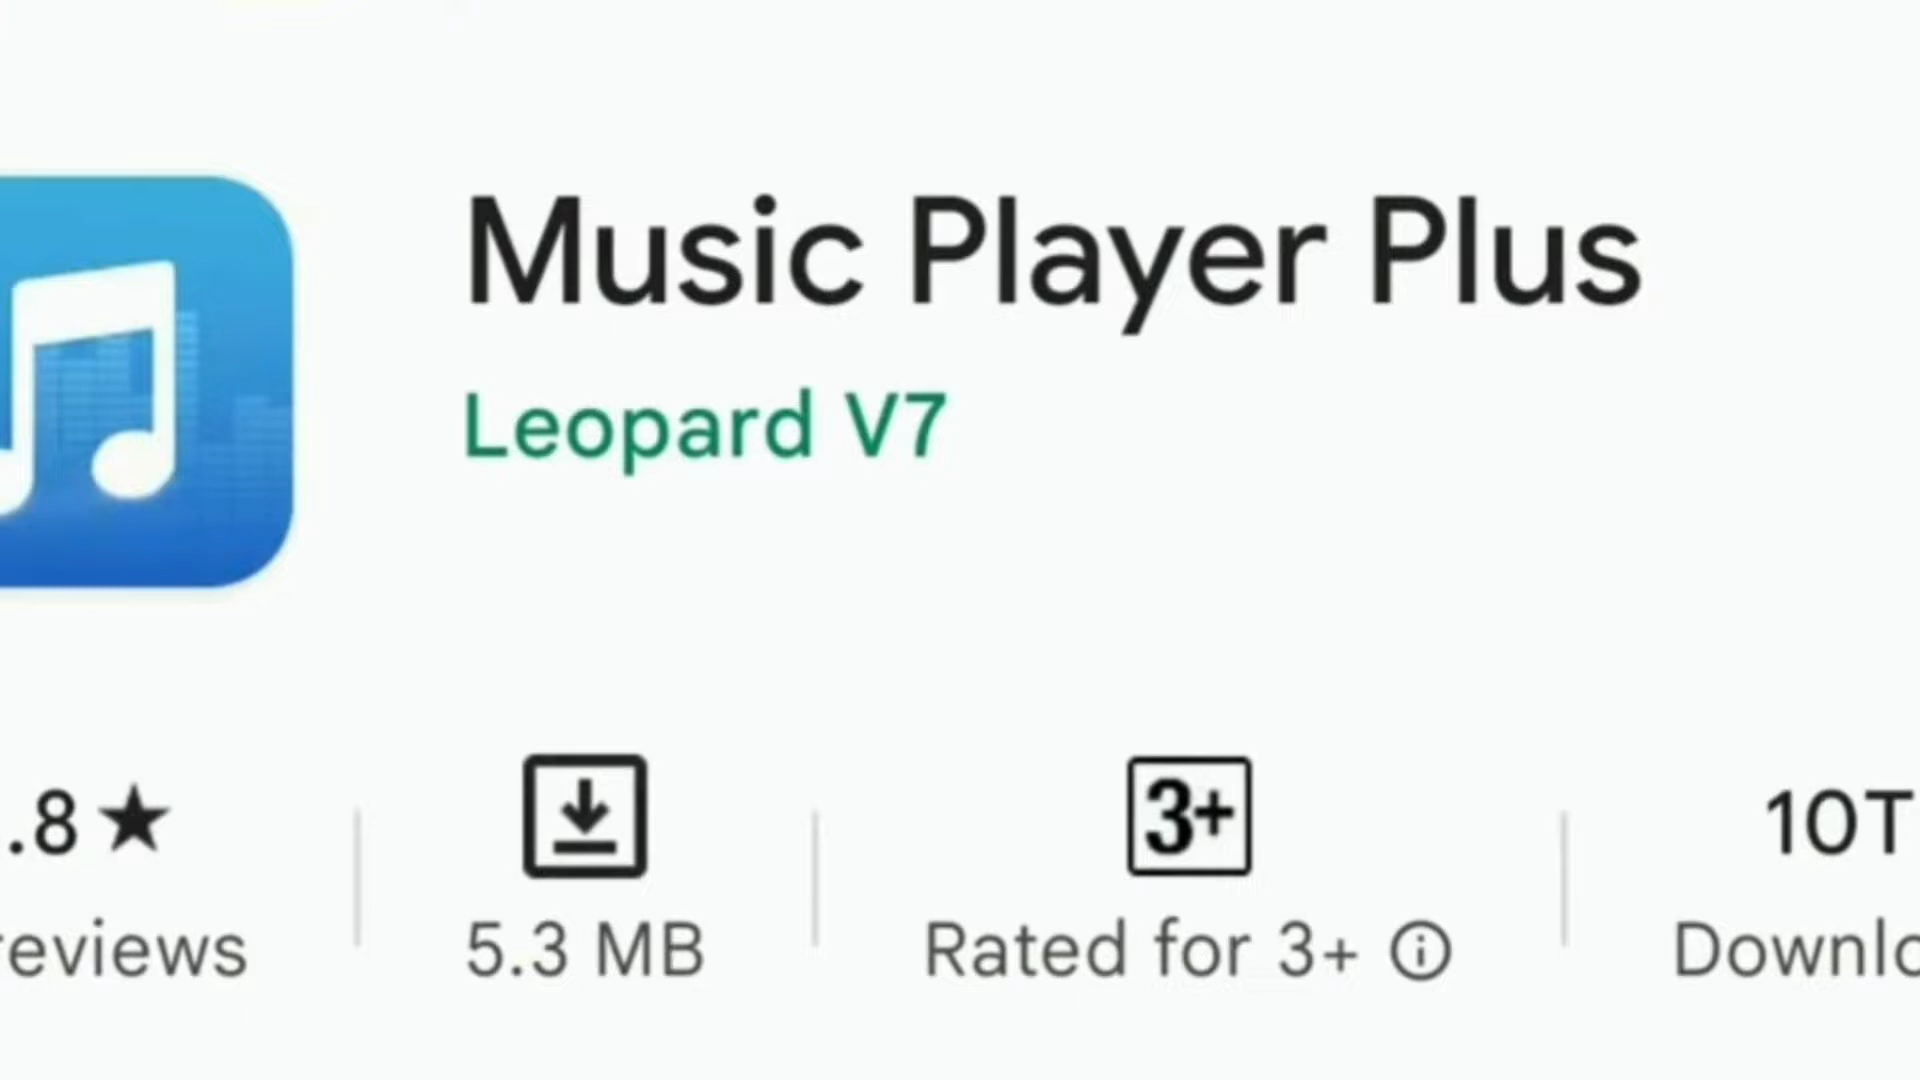 Music Player Plus
Leopard V7
.8 ★
3+
10T
reviews
5.3 MB
Rated for 3+